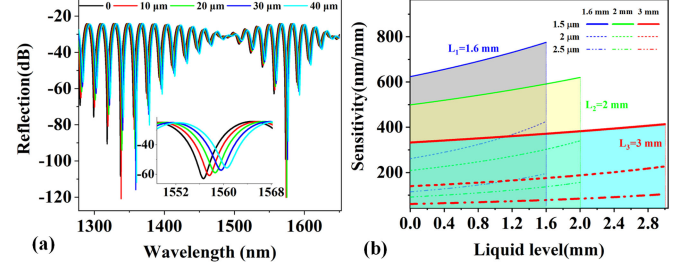 0 10 μm 20 μm 30 μm 40 μm
-20
-40
-60
-80
-100
-120
Reflection(dB)
-40
-60
1552 1560 1568
1300 1400 1500 1600
Wavelength (nm)
(a)
1.6 mm 2 mm 3 mm
1.5 μm
2 μm
2.5 μm
800
600
400
200
Sensitivity(nm/mm)
L1=1.6 mm
L2=2 mm
L3=3 mm
0.0 0.4 0.8 1.2 1.6 2.0 2.4 2.8
Liquid level(mm)
(b)